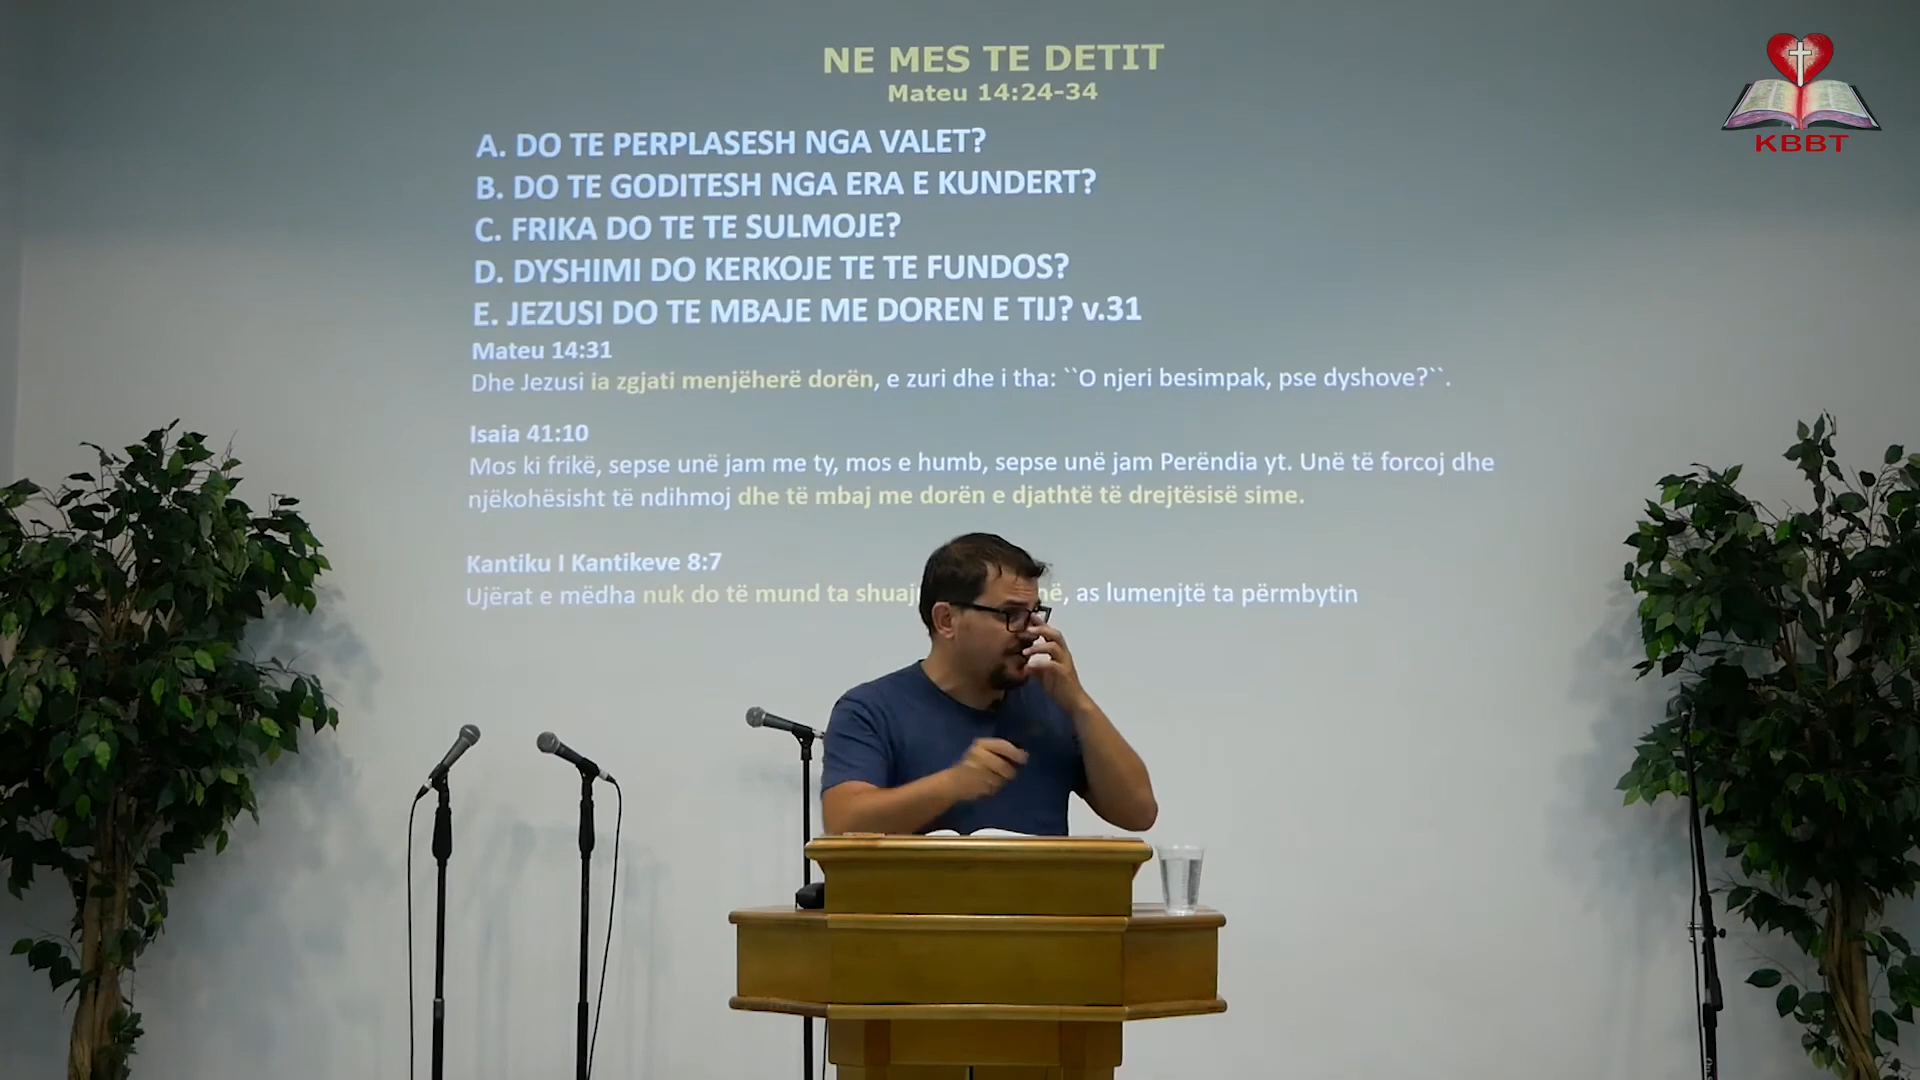 NE MES TE DETIT
Mateu 14:24-34
KBBT
A. DO TE PERPLASESH NGA VALET?
B. DO TE GODITESH NGA ERA E KUNDERT?
C. FRIKA DO TE TE SULMOJE?
D. DYSHIMI DO KERKOJE TE TE FUNDOS?
E. JEZUSI DO TE MBAJE ME DOREN E TIJ? v.31
Mateu 14:31
Dhe Jezusi ia zgjati menjëherë dorën, e zuri dhe i tha: ``O njeri besimpak, pse dyshove?``.
Isaia 41:10
Mos ki frikë, sepse unë jam me ty, mos e humb, sepse unë jam Perëndia yt. Unë të forcoj dhe
njëkohësisht të ndihmoj dhe të mbaj me dorën e djathtë të drejtësisë sime.
Kantiku I Kantikeve 8:7
Ujërat e mëdha nuk do të mund ta as lumenjtë ta përmbytin